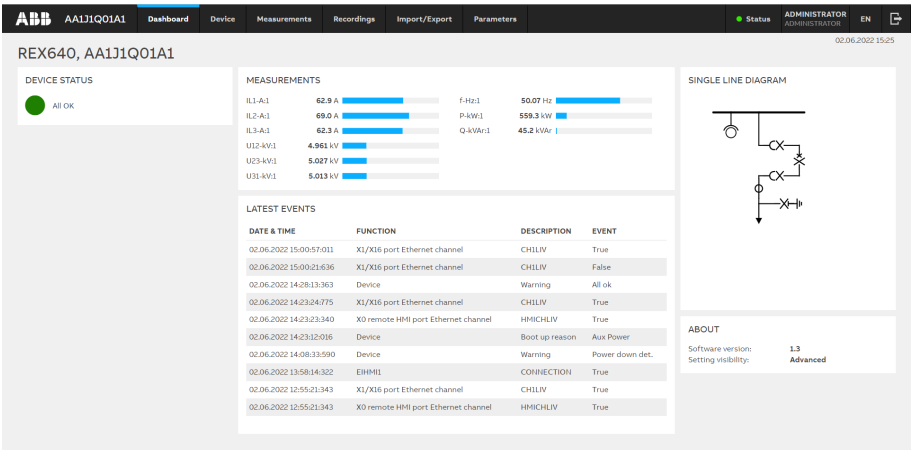 ABB AA1J1Q01A1 Dashboard Device Measurements Recordings Import/Export Parameters Status ADMINISTRATOR EN
ADMINISTRATOR
02.06.2022 15:25
REX640, AA1J1Q01A1
DEVICE STATUS
All OK
MEASUREMENTS
IL1-A:1 62.9 A f-Hz:1 50.07 Hz
IL2-A:1 69.0 A P-kW:1 559.3 kW
IL3-A:1 62.3 A Q-kVAr:1 45.2 kVAr
U12-kV:1 4.961 kV
U23-kV:1 5.027 kV
U31-kV:1 5.013 kV
LATEST EVENTS
DATE & TIME FUNCTION DESCRIPTION EVENT
02.06.2022 15:00:57:011 X1/X16 port Ethernet channel CH1LIV True
02.06.2022 15:00:21:636 X1/X16 port Ethernet channel CH1LIV False
02.06.2022 14:28:13:363 Device Warning All ok
02.06.2022 14:23:24:775 X1/X16 port Ethernet channel CH1LIV True
02.06.2022 14:23:23:340 X0 remote HMI port Ethernet channel HMICHLIV True
02.06.2022 14:23:12:016 Device Boot up reason Aux Power
02.06.2022 14:08:33:590 Device Warning Power down det.
02.06.2022 13:58:14:322 EIHMI1 CONNECTION True
02.06.2022 12:55:21:343 X1/X16 port Ethernet channel CH1LIV True
02.06.2022 12:55:21:343 X0 remote HMI port Ethernet channel HMICHLIV True
SINGLE LINE DIAGRAM
ABOUT
Software version: 1.3
Setting visibility: Advanced